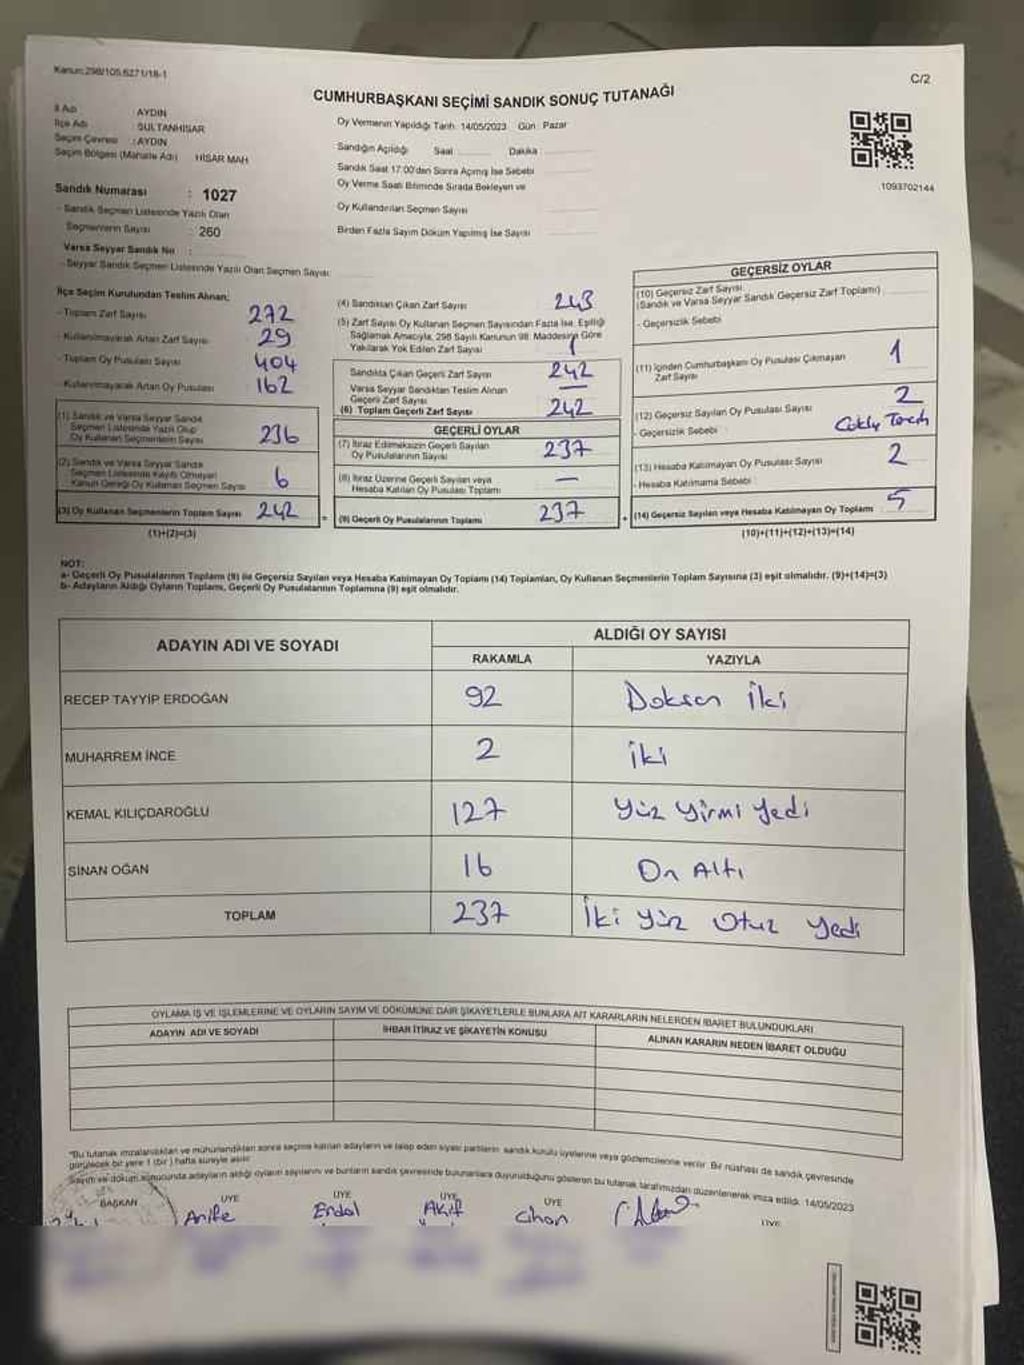 Kanun:298/105,6271/18-1
C/2
CUMHURBAŞKANI SEÇİMİ SANDIK SONUÇ TUTANAĞI
İl Adı : AYDIN
İlçe Adı : SULTANHİSAR
Seçim Çevresi : AYDIN
Seçim Bölgesi (Mahalle Adı) HİSAR MAH
Sandık Numarası : 1027
- Sandık Seçmen Listesinde Yazılı Olan
Seçmenlerin Sayısı : 260
Varsa Seyyar Sandık No :
- Seyyar Sandık Seçmen Listesinde Yazılı Olan Seçmen Sayısı:
Oy Vermenin Yapıldığı Tarih: 14/05/2023 Gün : Pazar
Sandığın Açıldığı Saat Dakika
Sandık Saat 17:00'den Sonra Açılmış İse Sebebi
Oy Verme Saati Bitiminde Sırada Bekleyen ve
Oy Kullandırılan Seçmen Sayısı
Birden Fazla Sayım Döküm Yapılmış İse Sayısı
1093702144
İlçe Seçim Kurulundan Teslim Alınan;
- Toplam Zarf Sayısı 272
- Kullanılmayarak Artan Zarf Sayısı 29
- Toplam Oy Pusulası Sayısı 404
- Kullanılmayarak Artan Oy Pusulası 162
(1) Sandık ve Varsa Seyyar Sandık
Seçmen Listesinde Yazılı Olup
Oy Kullanan Seçmenlerin Sayısı 236
(2) Sandık ve Varsa Seyyar Sandık
Seçmen Listesinde Kayıtlı Olmayan
Kanun Gereği Oy Kullanan Seçmen Sayısı 6
(3) Oy Kullanan Seçmenlerin Toplam Sayısı 242
(1)+(2)=(3)
(4) Sandıktan Çıkan Zarf Sayısı 243
(5) Zarf Sayısı Oy Kullanan Seçmen Sayısından Fazla İse, Eşitliği
Sağlamak Amacıyla, 298 Sayılı Kanunun 98. Maddesine Göre
Yakılarak Yok Edilen Zarf Sayısı 1
Sandıkta Çıkan Geçerli Zarf Sayısı 242
Varsa Seyyar Sandıktan Teslim Alınan
Geçerli Zarf Sayısı —
(6) Toplam Geçerli Zarf Sayısı 242
GEÇERLİ OYLAR
(7) İtiraz Edilmeksizin Geçerli Sayılan
Oy Pusulalarının Sayısı 237
(8) İtiraz Üzerine Geçerli Sayılan veya
Hesaba Katılan Oy Pusulası Toplamı —
= (9) Geçerli Oy Pusulalarının Toplamı 237 +
GEÇERSİZ OYLAR
(10) Geçersiz Zarf Sayısı
(Sandık ve Varsa Seyyar Sandık Geçersiz Zarf Toplamı)
- Geçersizlik Sebebi
(11) İçinden Cumhurbaşkanı Oy Pusulası Çıkmayan
Zarf Sayısı 1
(12) Geçersiz Sayılan Oy Pusulası Sayısı 2
- Geçersizlik Sebebi :
(13) Hesaba Katılmayan Oy Pusulası Sayısı 2
- Hesaba Katılmama Sebebi :
(14) Geçersiz Sayılan veya Hesaba Katılmayan Oy Toplamı 5
(10)+(11)+(12)+(13)=(14)
NOT:
a- Geçerli Oy Pusulalarının Toplamı (9) ile Geçersiz Sayılan veya Hesaba Katılmayan Oy Toplamı (14) Toplamları, Oy Kullanan Seçmenlerin Toplam Sayısına (3) eşit olmalıdır. (9)+(14)=(3)
b- Adayların Aldığı Oyların Toplamı, Geçerli Oy Pusulalarının Toplamına (9) eşit olmalıdır.
ADAYIN ADI VE SOYADI
ALDIĞI OY SAYISI
RAKAMLA YAZIYLA
RECEP TAYYİP ERDOĞAN 92 Doksan İki
MUHARREM İNCE 2 İki
KEMAL KILIÇDAROĞLU 127 Yüz Yirmi Yedi
SİNAN OĞAN 16 On Altı
TOPLAM 237 İki Yüz Otuz Yedi
OYLAMA İŞ VE İŞLEMLERİNE VE OYLARIN SAYIM VE DÖKÜMÜNE DAİR ŞİKAYETLERLE BUNLARA AİT KARARLARIN NELERDEN İBARET BULUNDUKLARI
ADAYIN ADI VE SOYADI İHBAR İTİRAZ VE ŞİKAYETİN KONUSU ALINAN KARARIN NEDEN İBARET OLDUĞU
*Bu tutanak imzalandıktan ve mühürlendikten sonra seçime katılan adayların ve talep eden siyasi partilerin sandık kurulu üyelerine veya gözlemcilerine verilir. Bir nüshası de sandık çevresinde
görülecek bir yere 1 (bir ) hafta süreyle asılır.
Sayım ve döküm sonucunda adayların aldığı oyların sayılarını ve bunların sandık çevresinde bulunanlara duyurulduğunu gösteren bu tutanak tarafımızdan düzenlenerek imza edildi. 14/05/2023
BAŞKAN ÜYE ÜYE ÜYE ÜYE ÜYE
Arife Erdal Akif Cihan